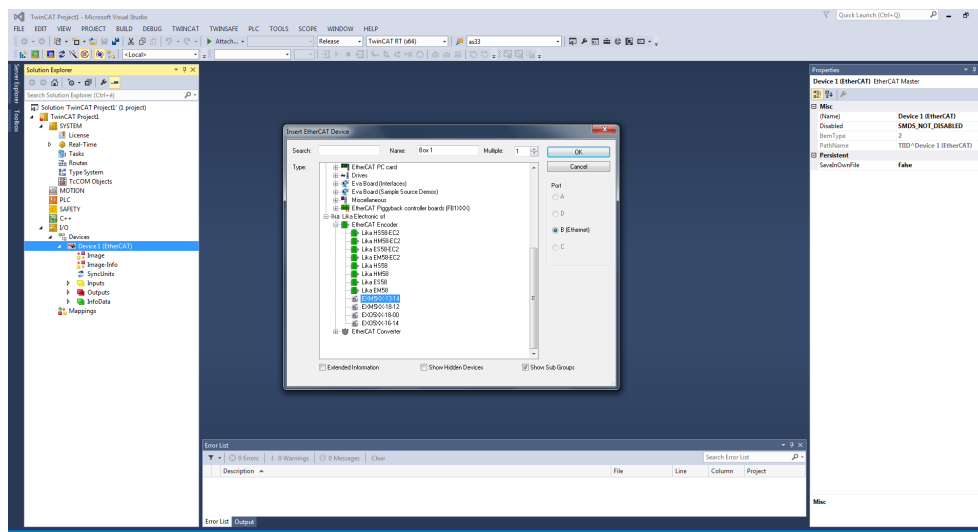 TwinCAT Project1 - Microsoft Visual Studio
Quick Launch (Ctrl+Q)
FILE EDIT VIEW PROJECT BUILD DEBUG TWINCAT TWINSAFE PLC TOOLS SCOPE WINDOW HELP
Attach... Release TwinCAT RT (x64) as33
<Local>
Server Explorer
Toolbox
Solution Explorer
Search Solution Explorer (Ctrl+è)
Solution 'TwinCAT Project1' (1 project)
TwinCAT Project1
SYSTEM
License
Real-Time
Tasks
Routes
Type System
TcCOM Objects
MOTION
PLC
SAFETY
C++
I/O
Devices
Device 1 (EtherCAT)
Image
Image-Info
SyncUnits
Inputs
Outputs
InfoData
Mappings
Insert EtherCAT Device
Search: Name: Box 1 Multiple: 1 OK
Type: Cancel
EtherCAT PC card
Drives
Eva Board (Interfaces)
Eva Board (Sample Source Demos)
Miscellaneous
EtherCAT Piggyback controller boards (FB1XXX)
lika Lika Electronic srl
EtherCAT Encoder
Lika HS58-EC2
Lika HM58-EC2
Lika ES58-EC2
Lika EM58-EC2
Lika HS58
Lika HM58
Lika ES58
Lika EM58
EXM5XX-13-14
EXM5XX-18-12
EXO5XX-18-00
EXO5XX-16-14
EtherCAT Converter
Port
A
D
B (Ethernet)
C
Extended Information Show Hidden Devices Show Sub Groups
Properties
Device 1 (EtherCAT) EtherCAT Master
Misc
(Name) Device 1 (EtherCAT)
Disabled SMDS_NOT_DISABLED
ItemType 2
PathName TIID^Device 1 (EtherCAT)
Persistent
SaveInOwnFile False
Misc
Error List
0 Errors 0 Warnings 0 Messages Clear
Search Error List
Description File Line Column Project
Error List Output